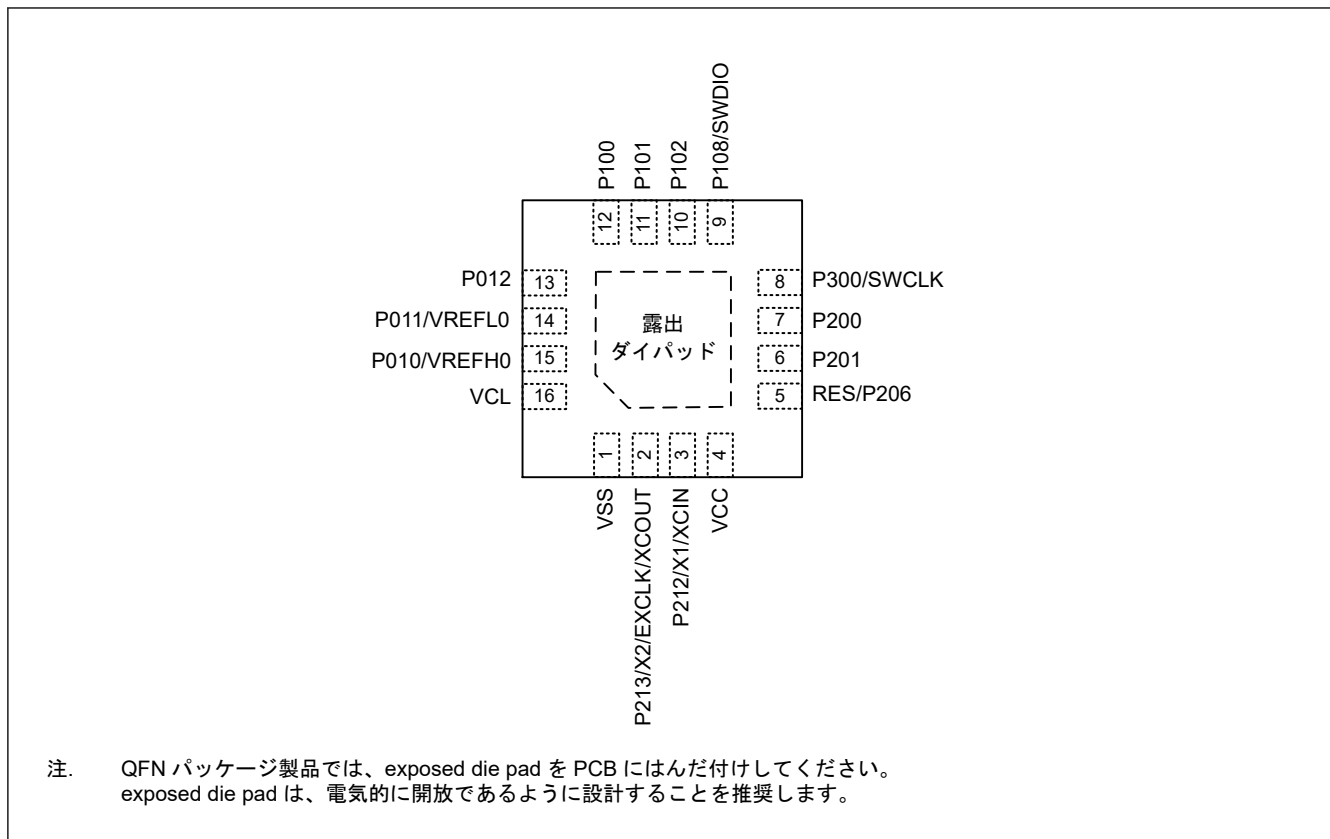 P100
P101
P102
P108/SWDIO
12
11
10
9
P012
13
8
P300/SWCLK
P011/VREFL0
14
7
P200
P010/VREFH0
15
6
P201
VCL
16
5
RES/P206
露出
ダイパッド
1
2
3
4
VSS
P213/X2/EXCLK/XCOUT
P212/X1/XCIN
VCC
注. QFN パッケージ製品では、exposed die pad を PCB にはんだ付けしてください。
exposed die pad は、電気的に開放であるように設計することを推奨します。